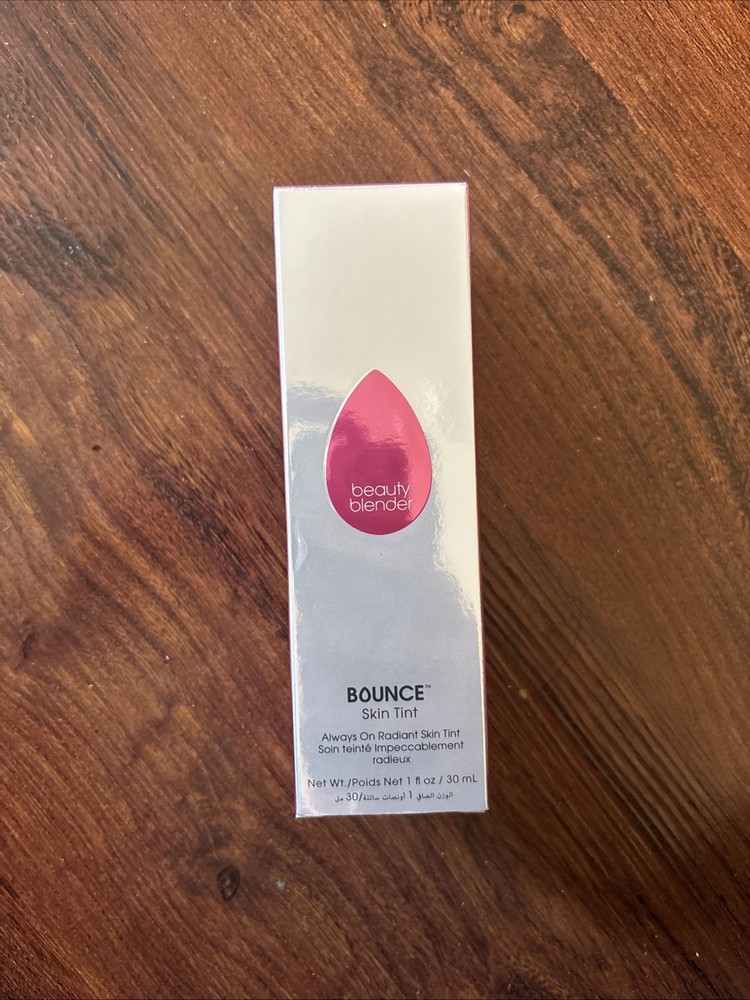 beauty
blender
BOUNCE™
Skin Tint
Always On Radiant Skin Tint
Soin teinté Impeccablement
radieux
Net Wt./Poids Net 1 fl oz / 30 mL
الوزن الصافي 1 أونصات سائلة/30 مل